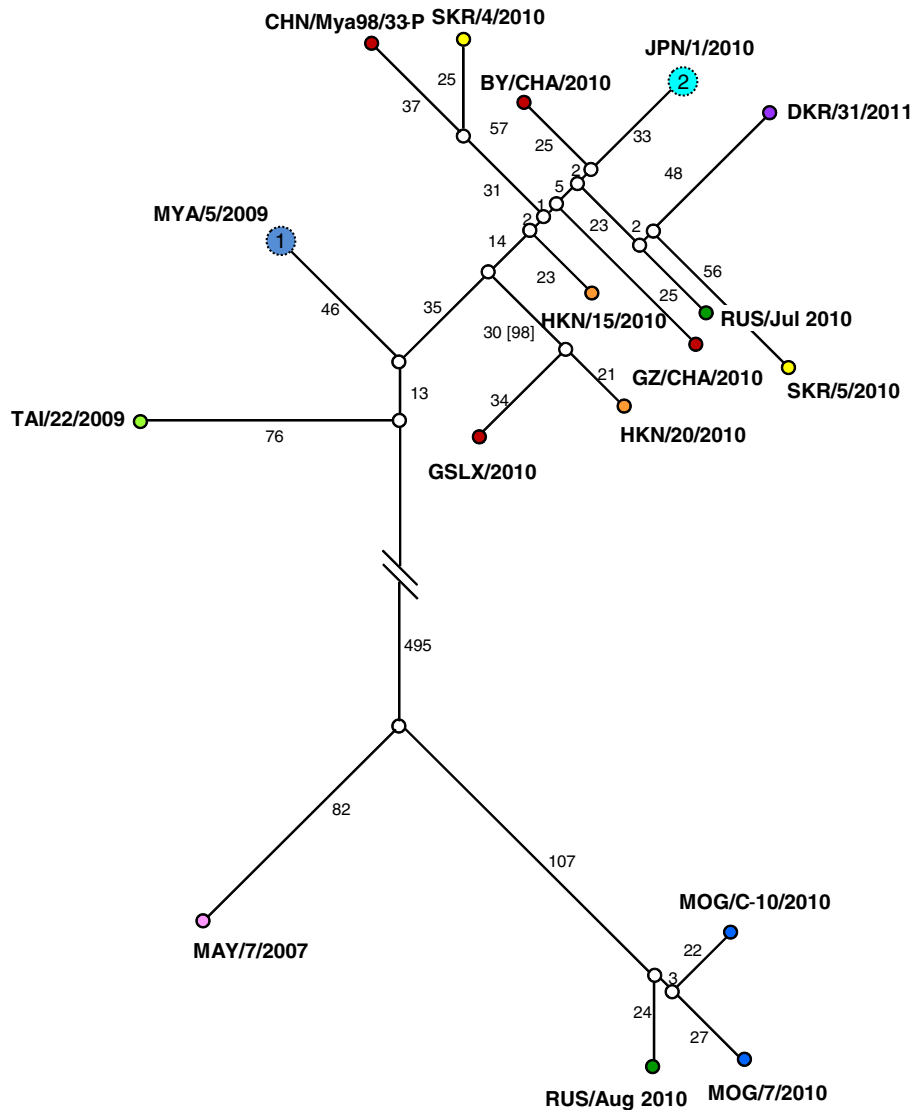 CHN/Mya98/33-P
SKR/4/2010
JPN/1/2010
2
BY/CHA/2010
DKR/31/2011
25
37
57
25
33
48
2
31
5
1
MYA/5/2009
1
2
23
2
14
23
56
46
35
25
HKN/15/2010
RUS/Jul 2010
30 [98]
GZ/CHA/2010
21
SKR/5/2010
13
34
TAI/22/2009
76
HKN/20/2010
GSLX/2010
495
82
107
MOG/C-10/2010
MAY/7/2007
22
3
24
27
RUS/Aug 2010
MOG/7/2010